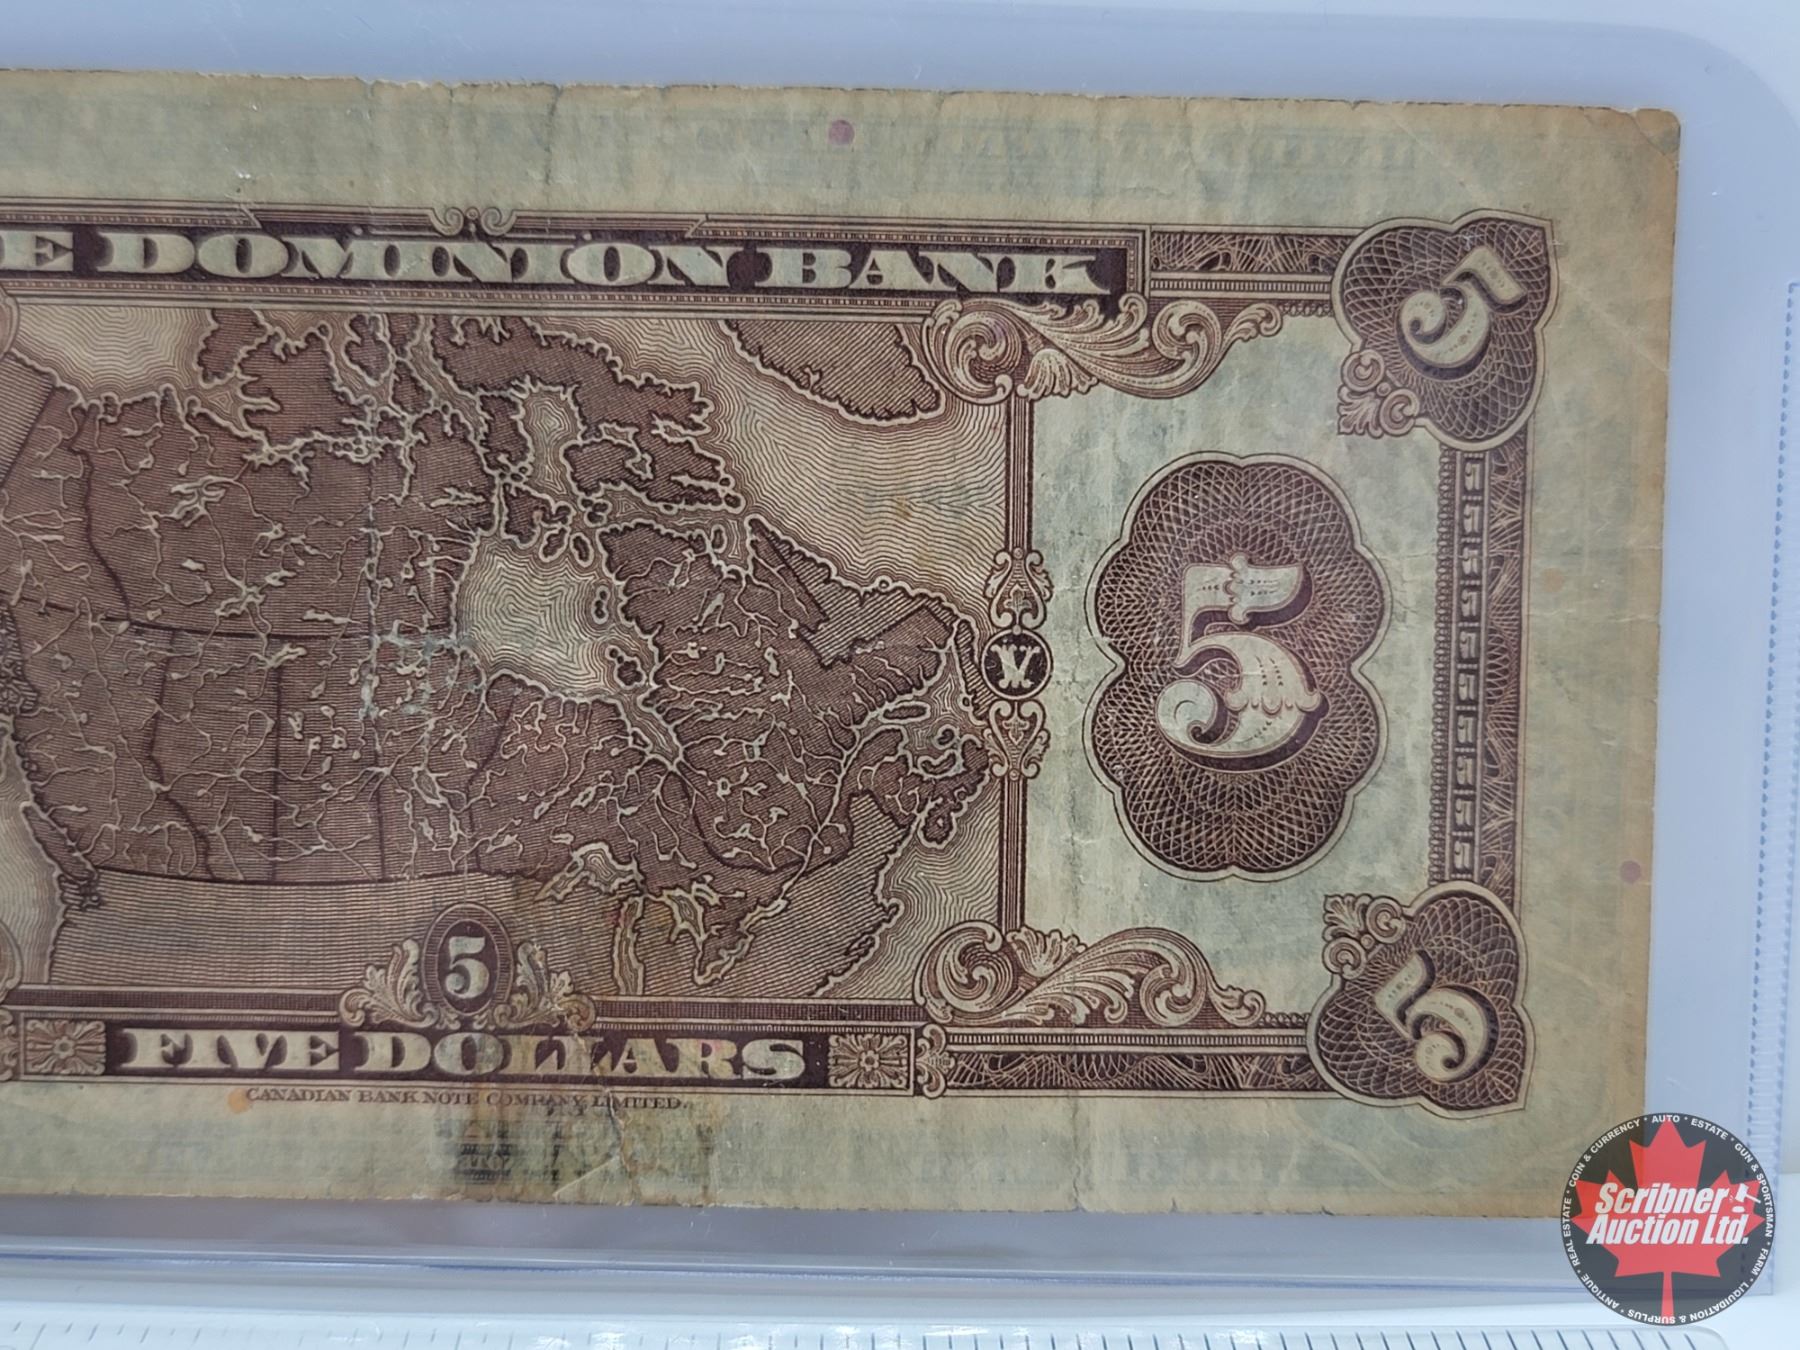 E DOMINION BANK
5
5
V
5
5
FIVE DOLLARS
5
CANADIAN BANK NOTE COMPANY, LIMITED.
Scribner
Auction Ltd.
ANTIQUE * REAL ESTATE * COIN & CURRENCY * AUTO * ESTATE * GUN & SPORTSMAN * FARM * LIQUIDATION & SURPLUS *